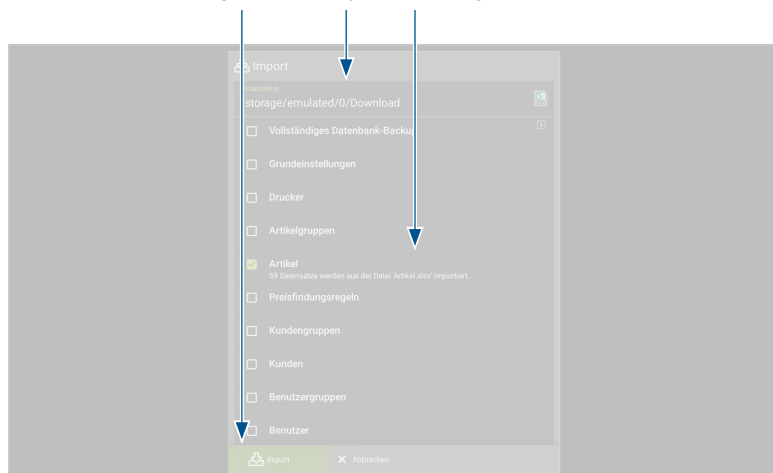 Import
Verzeichnis
storage/emulated/0/Download
Vollständiges Datenbank-Backup
Grundeinstellungen
Drucker
Artikelgruppen
Artikel
59 Datensätze werden aus der Datei 'Artikel.xlsx' importiert.
Preisfindungsregeln
Kundengruppen
Kunden
Benutzergruppen
Benutzer
Import
Abbrechen